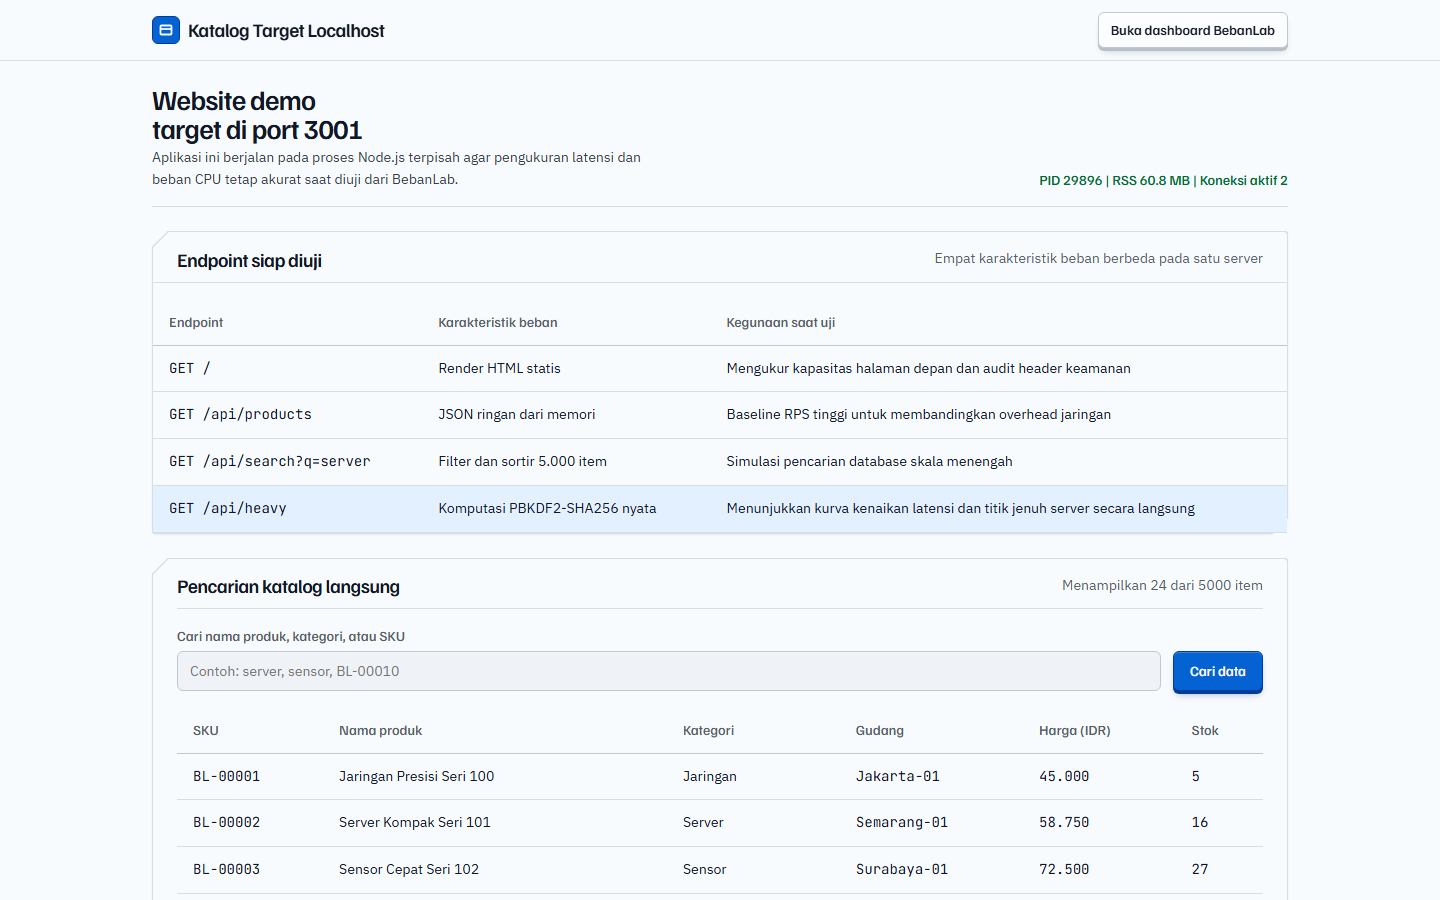 Katalog Target Localhost
Buka dashboard BebanLab
Website demo
target di port 3001
Aplikasi ini berjalan pada proses Node.js terpisah agar pengukuran latensi dan
beban CPU tetap akurat saat diuji dari BebanLab.
PID 29896 | RSS 60.8 MB | Koneksi aktif 2
Endpoint siap diuji
Empat karakteristik beban berbeda pada satu server
Endpoint Karakteristik beban Kegunaan saat uji
GET / Render HTML statis Mengukur kapasitas halaman depan dan audit header keamanan
GET /api/products JSON ringan dari memori Baseline RPS tinggi untuk membandingkan overhead jaringan
GET /api/search?q=server Filter dan sortir 5.000 item Simulasi pencarian database skala menengah
GET /api/heavy Komputasi PBKDF2-SHA256 nyata Menunjukkan kurva kenaikan latensi dan titik jenuh server secara langsung
Pencarian katalog langsung
Menampilkan 24 dari 5000 item
Cari nama produk, kategori, atau SKU
Contoh: server, sensor, BL-00010
Cari data
SKU Nama produk Kategori Gudang Harga (IDR) Stok
BL-00001 Jaringan Presisi Seri 100 Jaringan Jakarta-01 45.000 5
BL-00002 Server Kompak Seri 101 Server Semarang-01 58.750 16
BL-00003 Sensor Cepat Seri 102 Sensor Surabaya-01 72.500 27